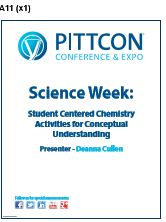 A11 (x1)
PITTCON
CONFERENCE & EXPO
Science Week:
Student Centered Chemistry
Activities for Conceptual
Understanding
Presenter - Deanna Cullen